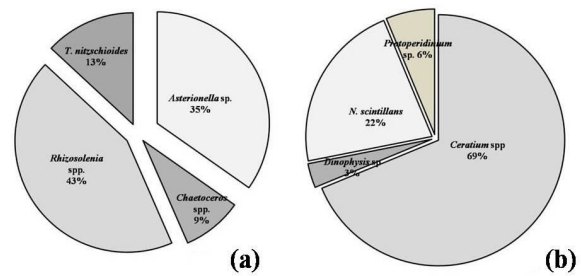 T. nitzschioides
13%
Asterionella sp.
35%
Rhizosolenia
spp.
43%
Chaetoceros
spp.
9%
(a)
Protoperidinium
sp. 6%
N. scintillans
22%
Dinophysis sp
3%
Ceratium spp
69%
(b)